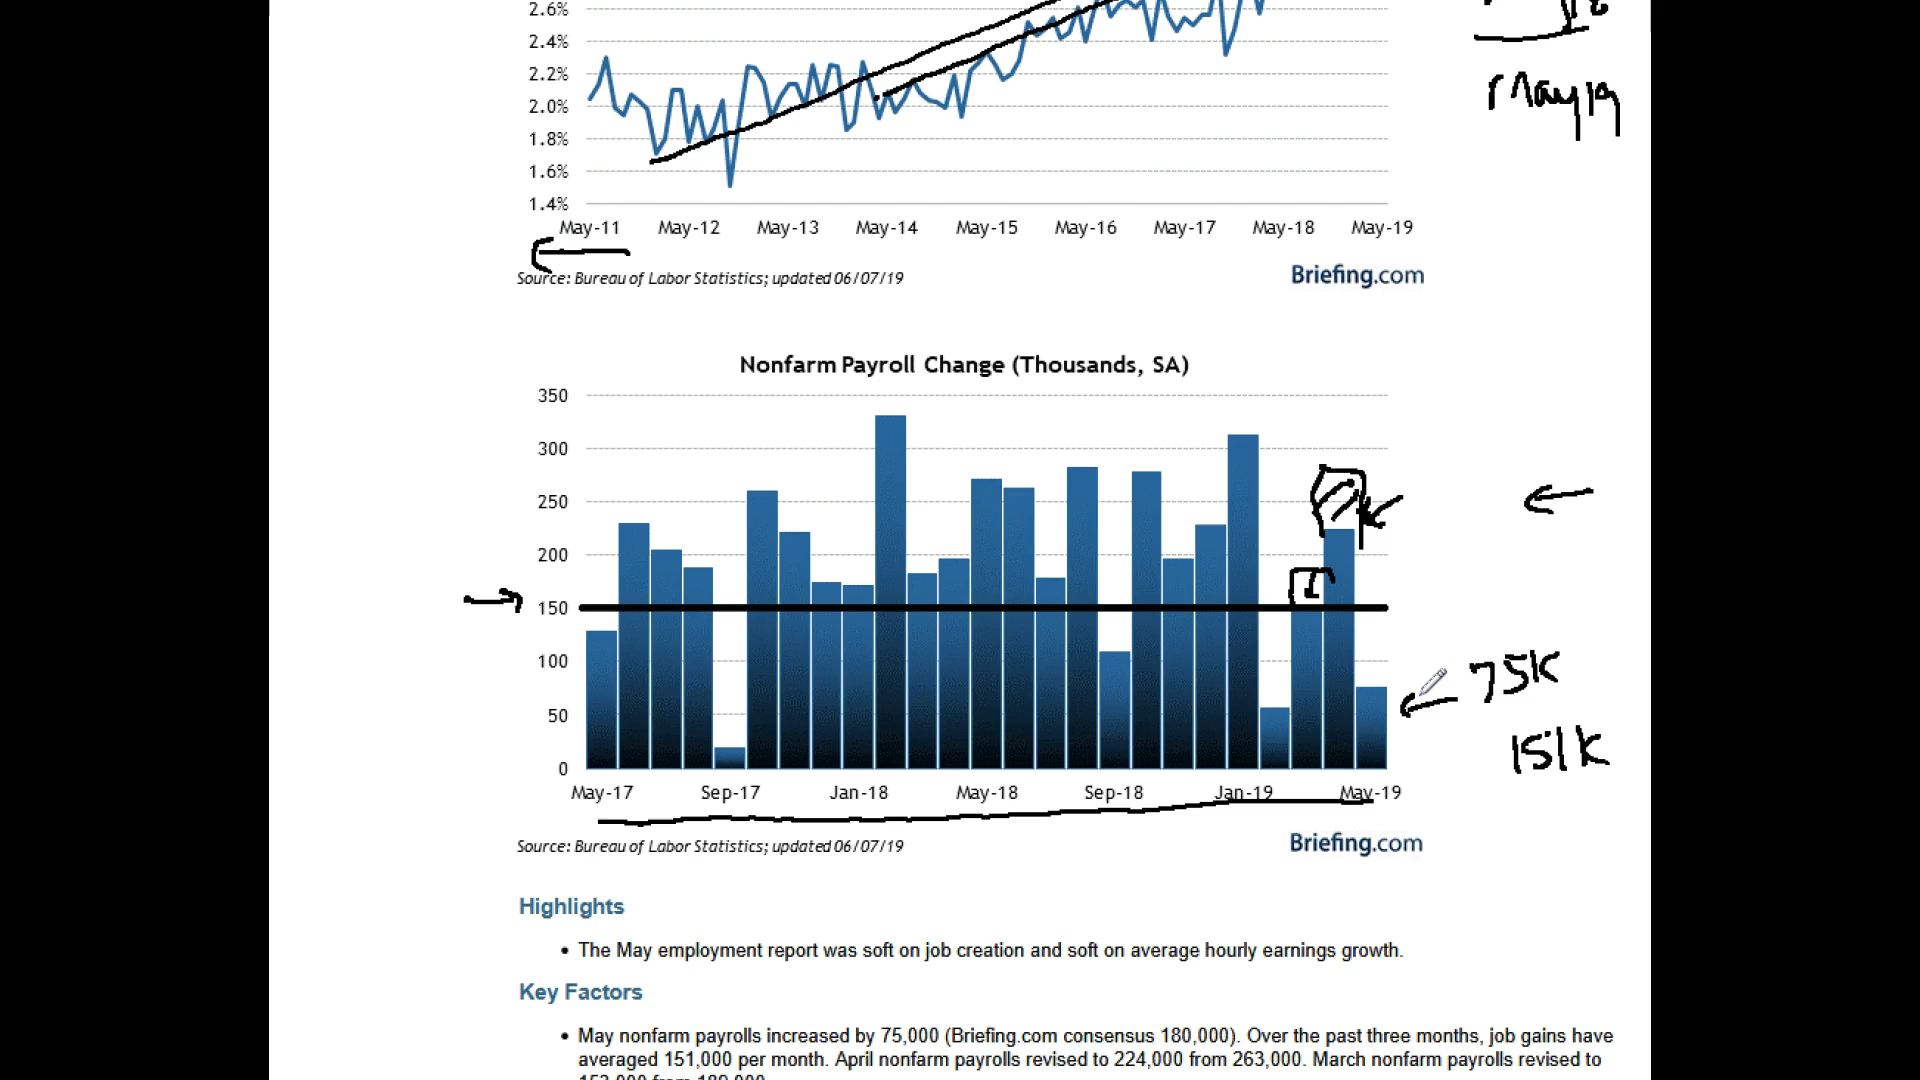 2.6%
2.4%
2.2%
2.0%
1.8%
1.6%
1.4%
May19
May-11 May-12 May-13 May-14 May-15 May-16 May-17 May-18 May-19
Source: Bureau of Labor Statistics; updated 06/07/19
Briefing.com
Nonfarm Payroll Change (Thousands, SA)
350
300
250
200
150
100
50
0
75K
151K
May-17 Sep-17 Jan-18 May-18 Sep-18 Jan-19 May-19
Source: Bureau of Labor Statistics; updated 06/07/19
Briefing.com
Highlights
• The May employment report was soft on job creation and soft on average hourly earnings growth.
Key Factors
• May nonfarm payrolls increased by 75,000 (Briefing.com consensus 180,000). Over the past three months, job gains have
averaged 151,000 per month. April nonfarm payrolls revised to 224,000 from 263,000. March nonfarm payrolls revised to
153,000 from 189,000